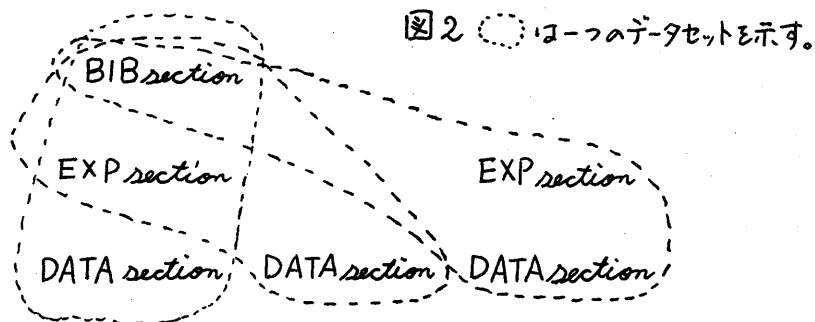 図2 は一つのデータセットを示す。
BIB section
EXP section EXP section
DATA section DATA section DATA section